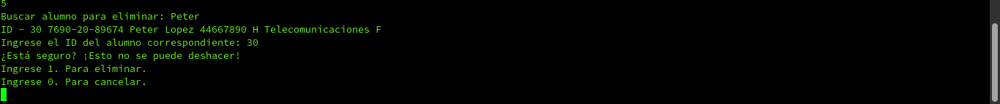 5
Buscar alumno para eliminar: Peter
ID - 30 7690-20-89674 Peter Lopez 44667890 H Telecomunicaciones F
Ingrese el ID del alumno correspondiente: 30
¿Está seguro? ¡Esto no se puede deshacer!
Ingrese 1. Para eliminar.
Ingrese 0. Para cancelar.